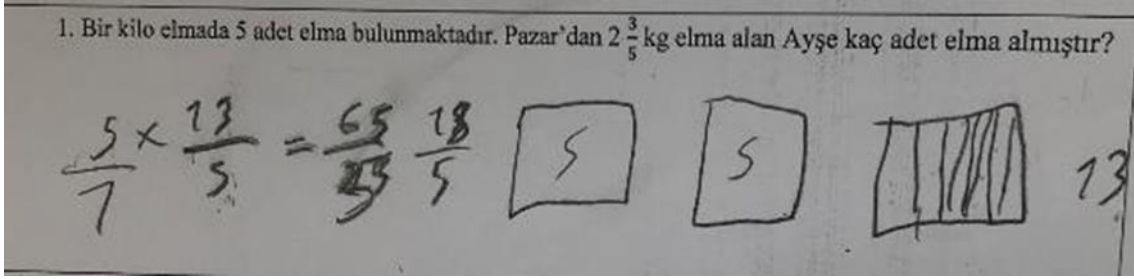 1. Bir kilo elmada 5 adet elma bulunmaktadır. Pazar'dan 2 3/5 kg elma alan Ayşe kaç adet elma almıştır?
5/1 × 13/5 = 65/5 13/5 5 5 13